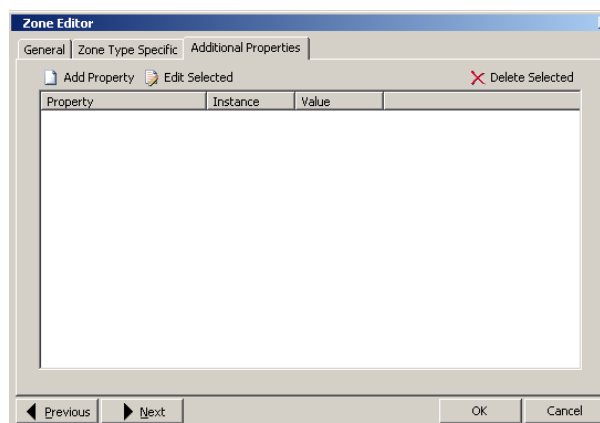 Zone Editor
General Zone Type Specific Additional Properties
Add Property Edit Selected Delete Selected
Property Instance Value
Previous Next OK Cancel